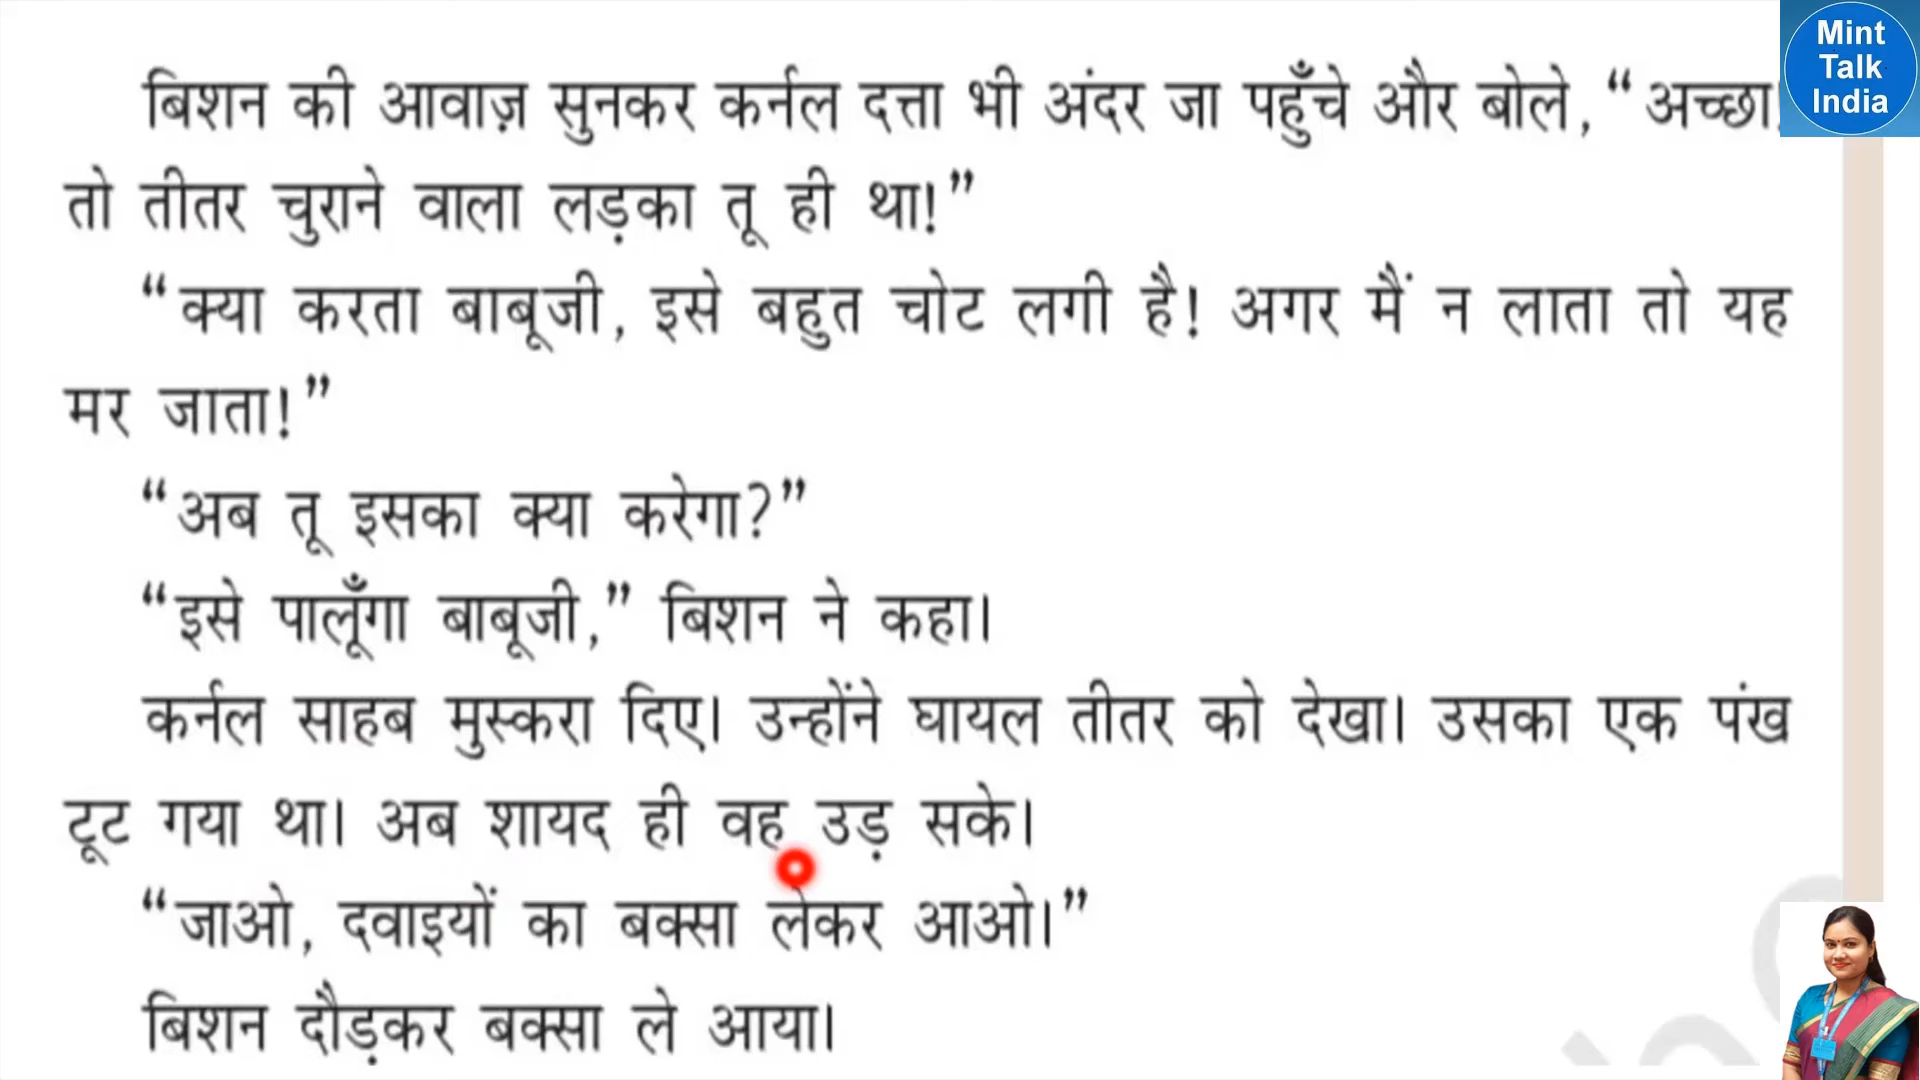 बिशन की आवाज़ सुनकर कर्नल दत्ता भी अंदर जा पहुँचे और बोले, “अच्छा!
तो तीतर चुराने वाला लड़का तू ही था!”
“क्या करता बाबूजी, इसे बहुत चोट लगी है! अगर मैं न लाता तो यह
मर जाता!”
“अब तू इसका क्या करेगा?”
“इसे पालूँगा बाबूजी,” बिशन ने कहा।
कर्नल साहब मुस्करा दिए। उन्होंने घायल तीतर को देखा। उसका एक पंख
टूट गया था। अब शायद ही वह उड़ सके।
“जाओ, दवाइयों का बक्सा लेकर आओ।”
बिशन दौड़कर बक्सा ले आया।
Mint
Talk
India